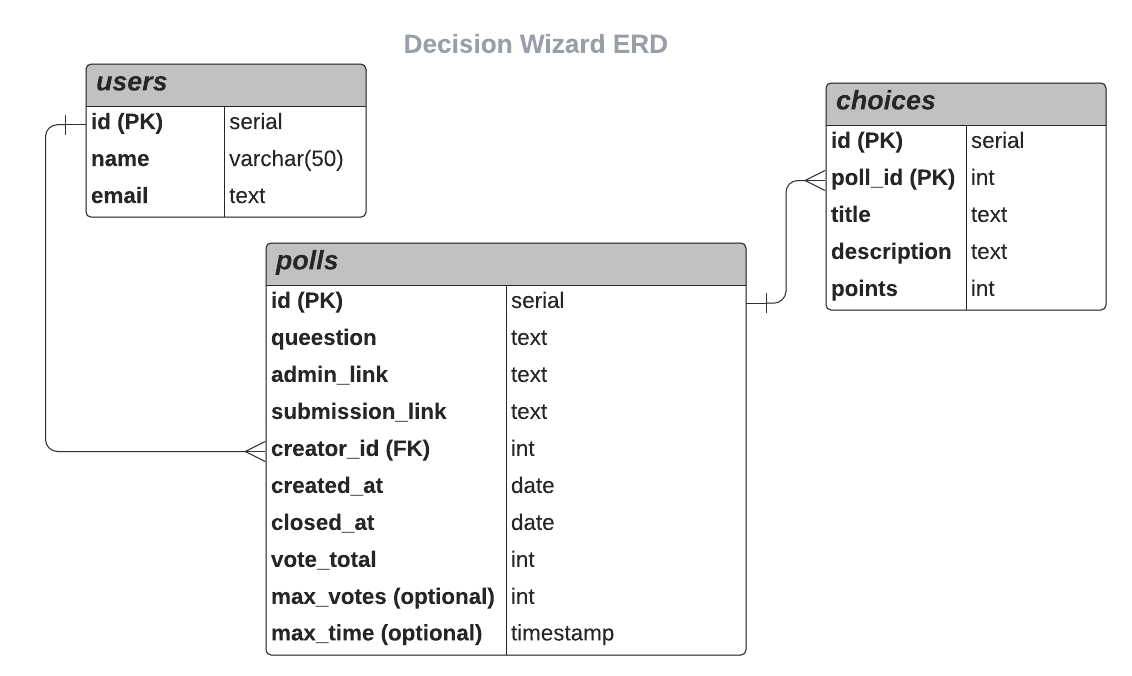 Decision Wizard ERD
users
id (PK) serial
name varchar(50)
email text
choices
id (PK) serial
poll_id (PK) int
title text
description text
points int
polls
id (PK) serial
queestion text
admin_link text
submission_link text
creator_id (FK) int
created_at date
closed_at date
vote_total int
max_votes (optional) int
max_time (optional) timestamp